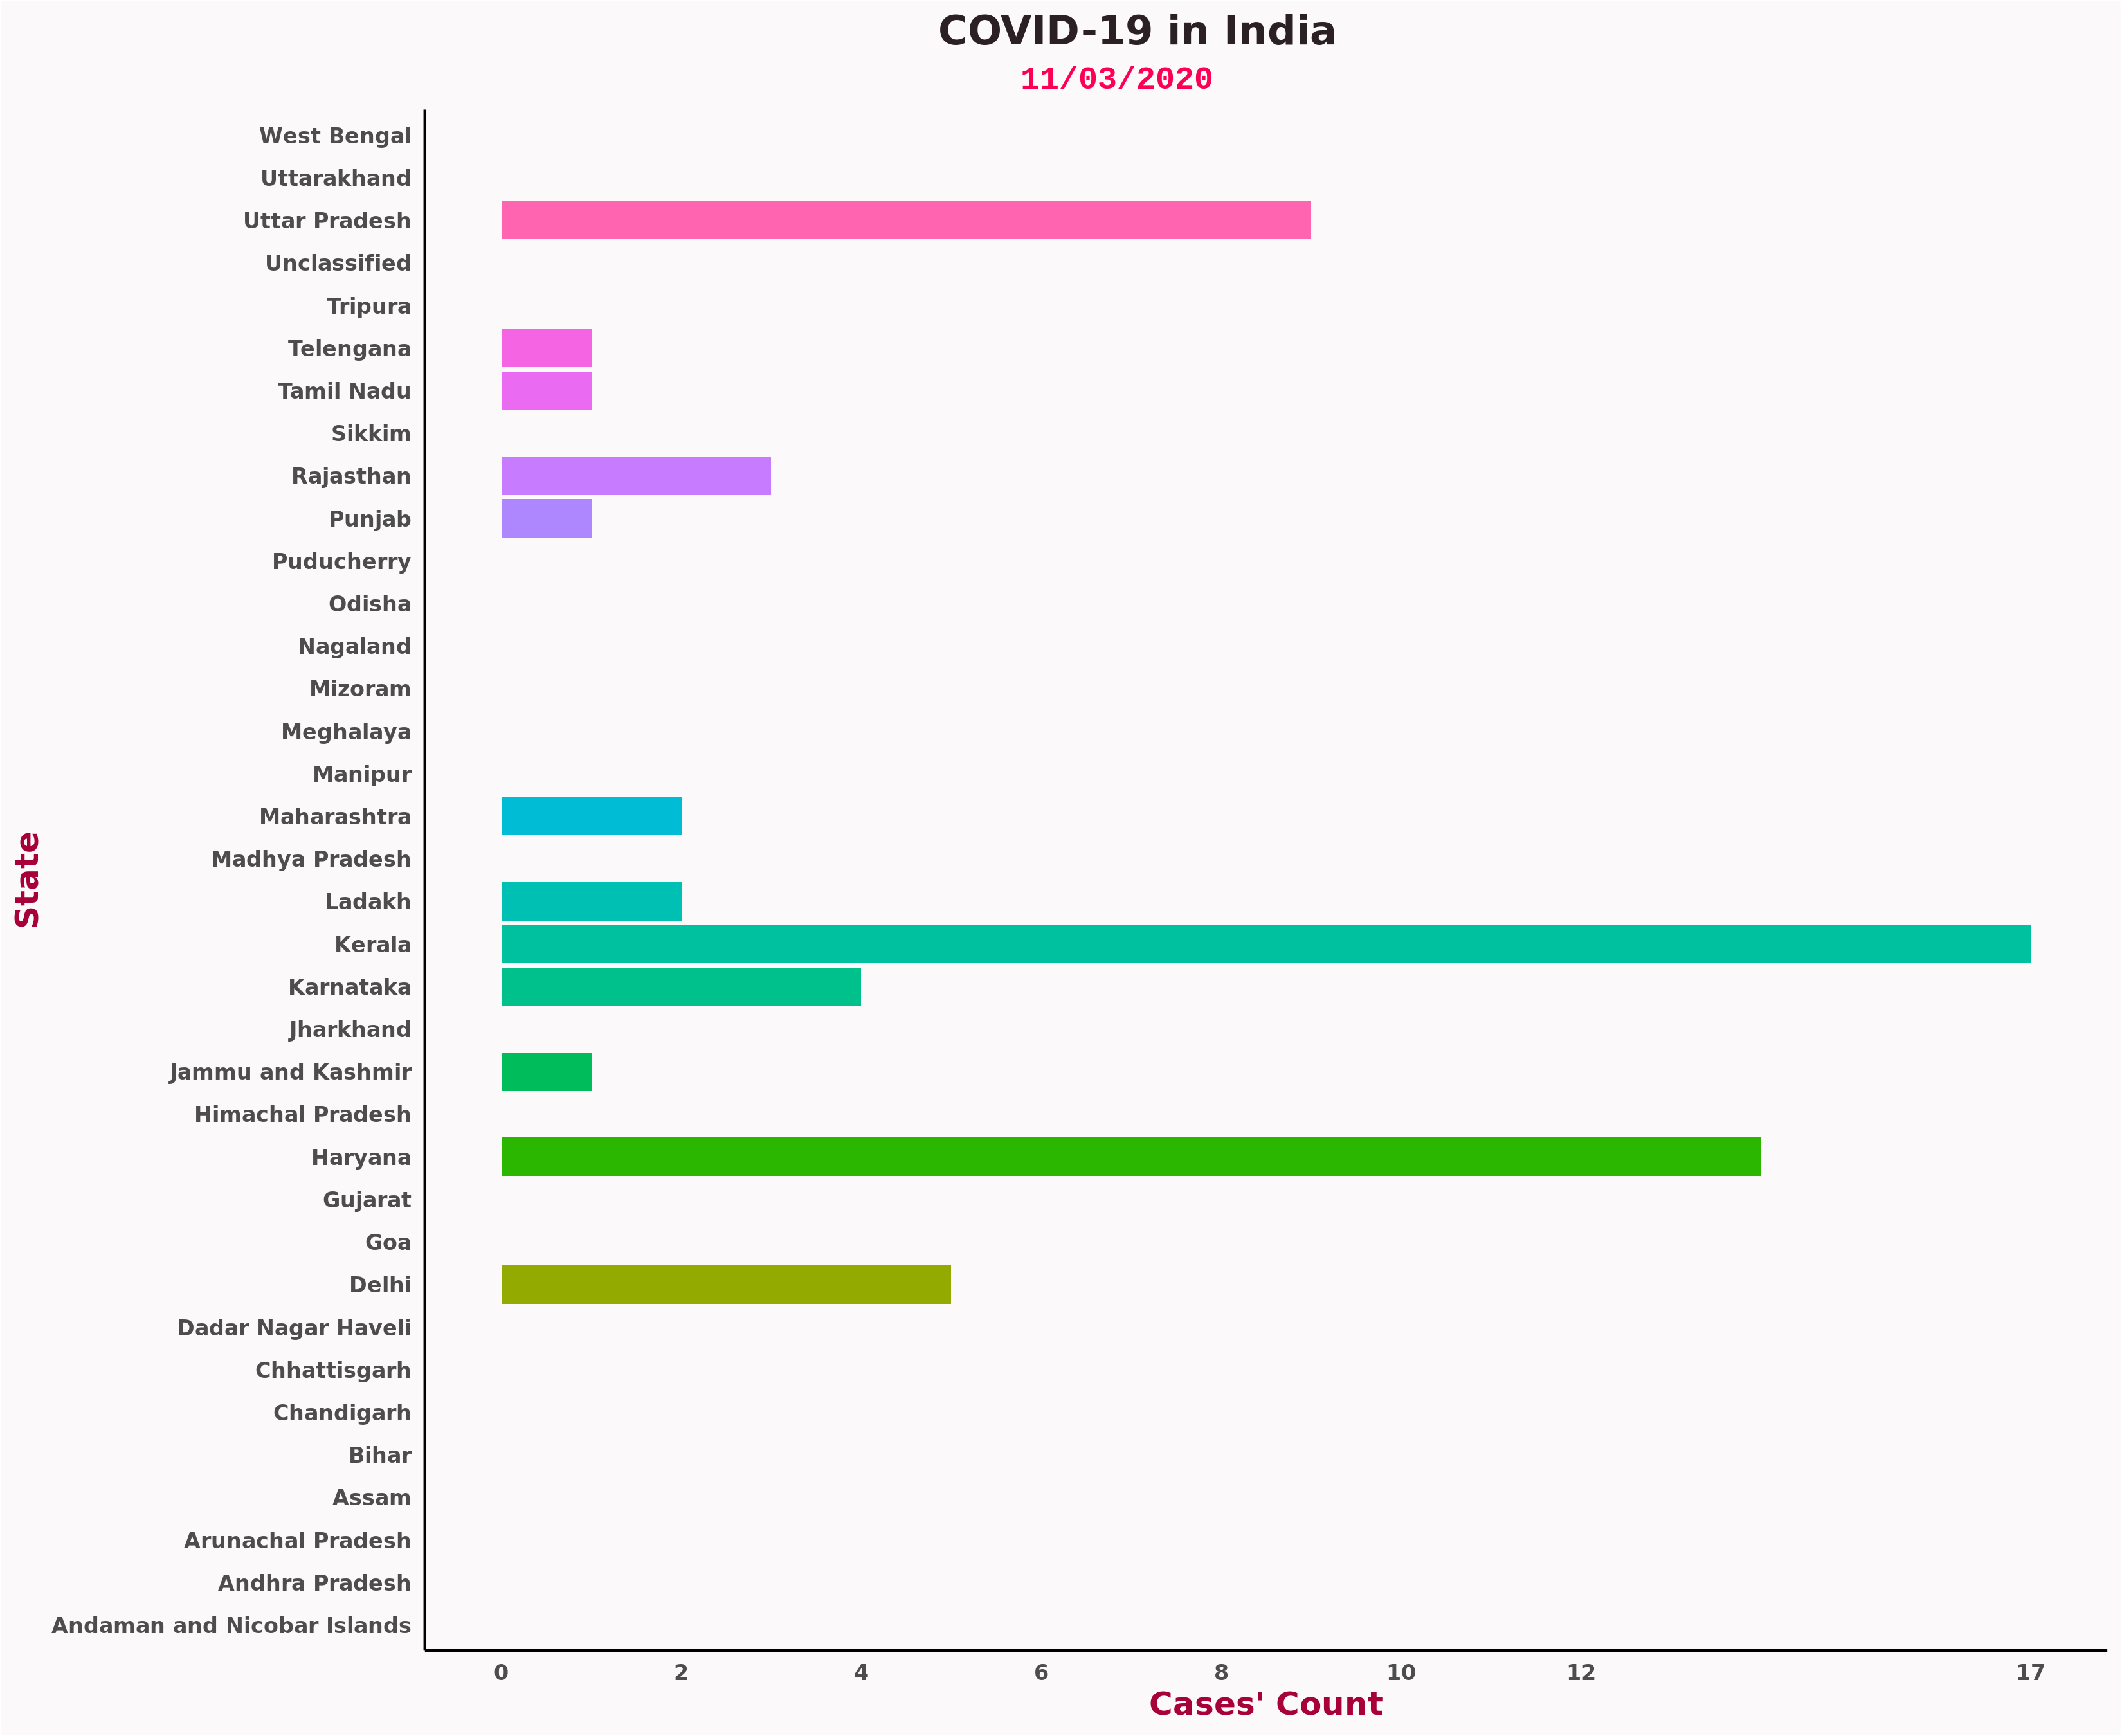 COVID-19 in India
11/03/2020
West Bengal
Uttarakhand
Uttar Pradesh
Unclassified
Tripura
Telengana
Tamil Nadu
Sikkim
Rajasthan
Punjab
Puducherry
Odisha
Nagaland
Mizoram
Meghalaya
Manipur
Maharashtra
Madhya Pradesh
Ladakh
Kerala
Karnataka
Jharkhand
Jammu and Kashmir
Himachal Pradesh
Haryana
Gujarat
Goa
Delhi
Dadar Nagar Haveli
Chhattisgarh
Chandigarh
Bihar
Assam
Arunachal Pradesh
Andhra Pradesh
Andaman and Nicobar Islands
State
0 2 4 6 8 10 12 17
Cases' Count